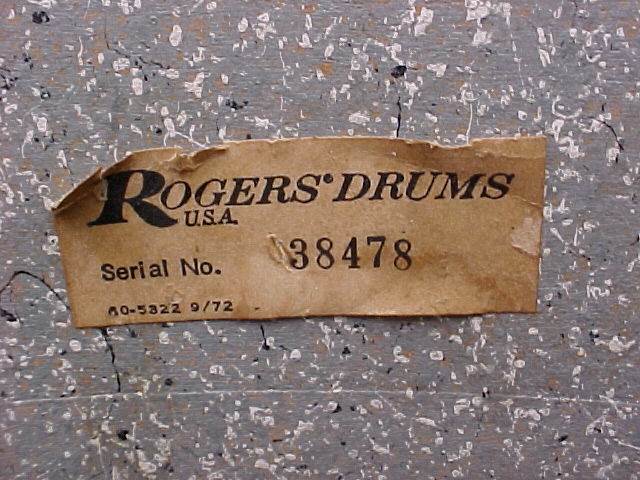 ROGERS® DRUMS
U.S.A.
Serial No. 38478
60-5322 9/72